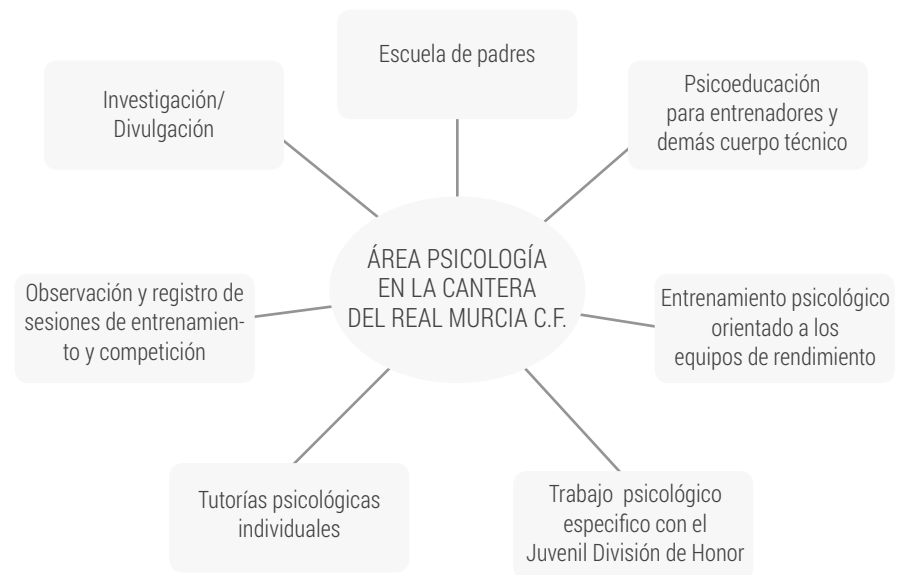 Escuela de padres
Investigación/
Divulgación
Psicoeducación
para entrenadores y
demás cuerpo técnico
ÁREA PSICOLOGÍA
EN LA CANTERA
DEL REAL MURCIA C.F.
Observación y registro de
sesiones de entrenamien-
to y competición
Entrenamiento psicológico
orientado a los
equipos de rendimiento
Tutorías psicológicas
individuales
Trabajo psicológico
especifico con el
Juvenil División de Honor